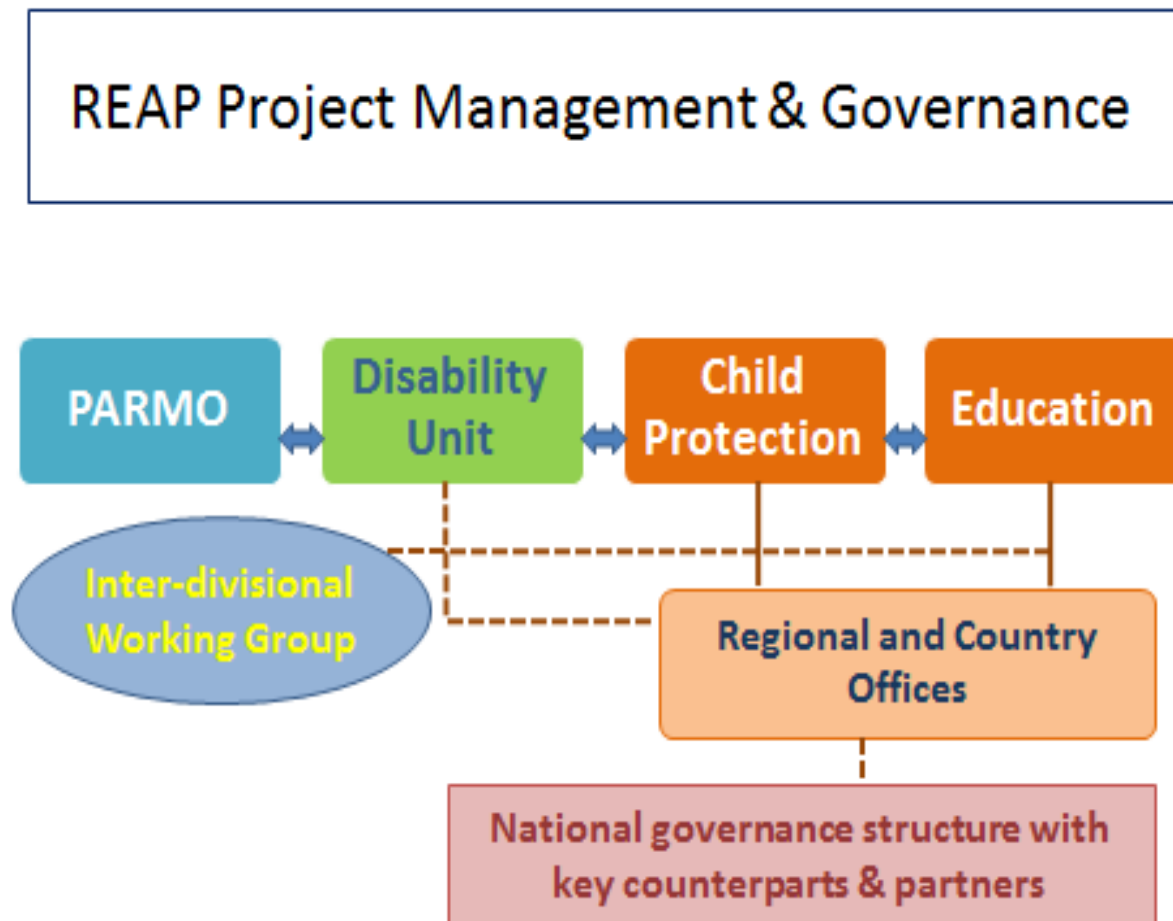 REAP Project Management & Governance
PARMO
Disability
Unit
Child
Protection
Education
Inter-divisional
Working Group
Regional and Country
Offices
National governance structure with
key counterparts & partners